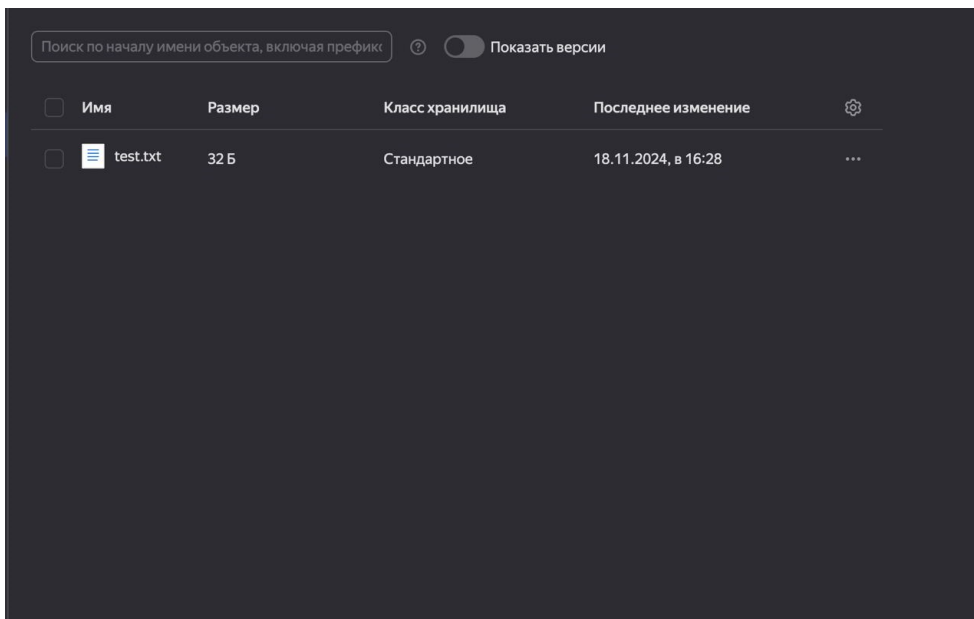 Поиск по началу имени объекта, включая префикс
Показать версии
Имя Размер Класс хранилища Последнее изменение
test.txt 32 Б Стандартное 18.11.2024, в 16:28